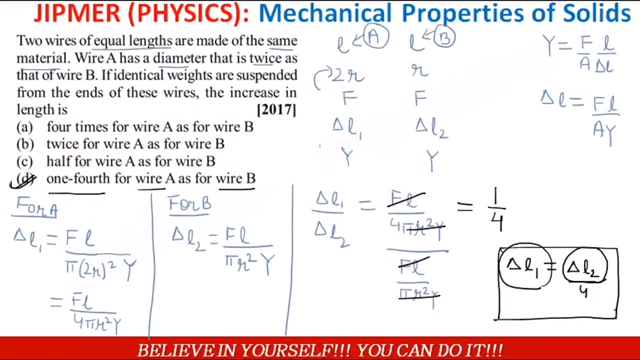 JIPMER (PHYSICS): Mechanical Properties of Solids
Two wires of equal lengths are made of the same
material. Wire A has a diameter that is twice as
that of wire B. If identical weights are suspended
from the ends of these wires, the increase in
length is [2017]
(a) four times for wire A as for wire B
(b) twice for wire A as for wire B
(c) half for wire A as for wire B
(d) one-fourth for wire A as for wire B
l A l B
2r r
F F
Δl₁ Δl₂
Y Y
Y = F/A l/Δl
Δl = Fl/AY
For A
Δl₁ = Fl/π(2r)² Y
= Fl/4πr²Y
For B
Δl₂ = Fl/πr² Y
Δl₁/Δl₂ = (Fl/4πr²Y)/(Fl/πr²Y) = 1/4
Δl₁ = Δl₂/4
BELIEVE IN YOURSELF!!! YOU CAN DO IT!!!